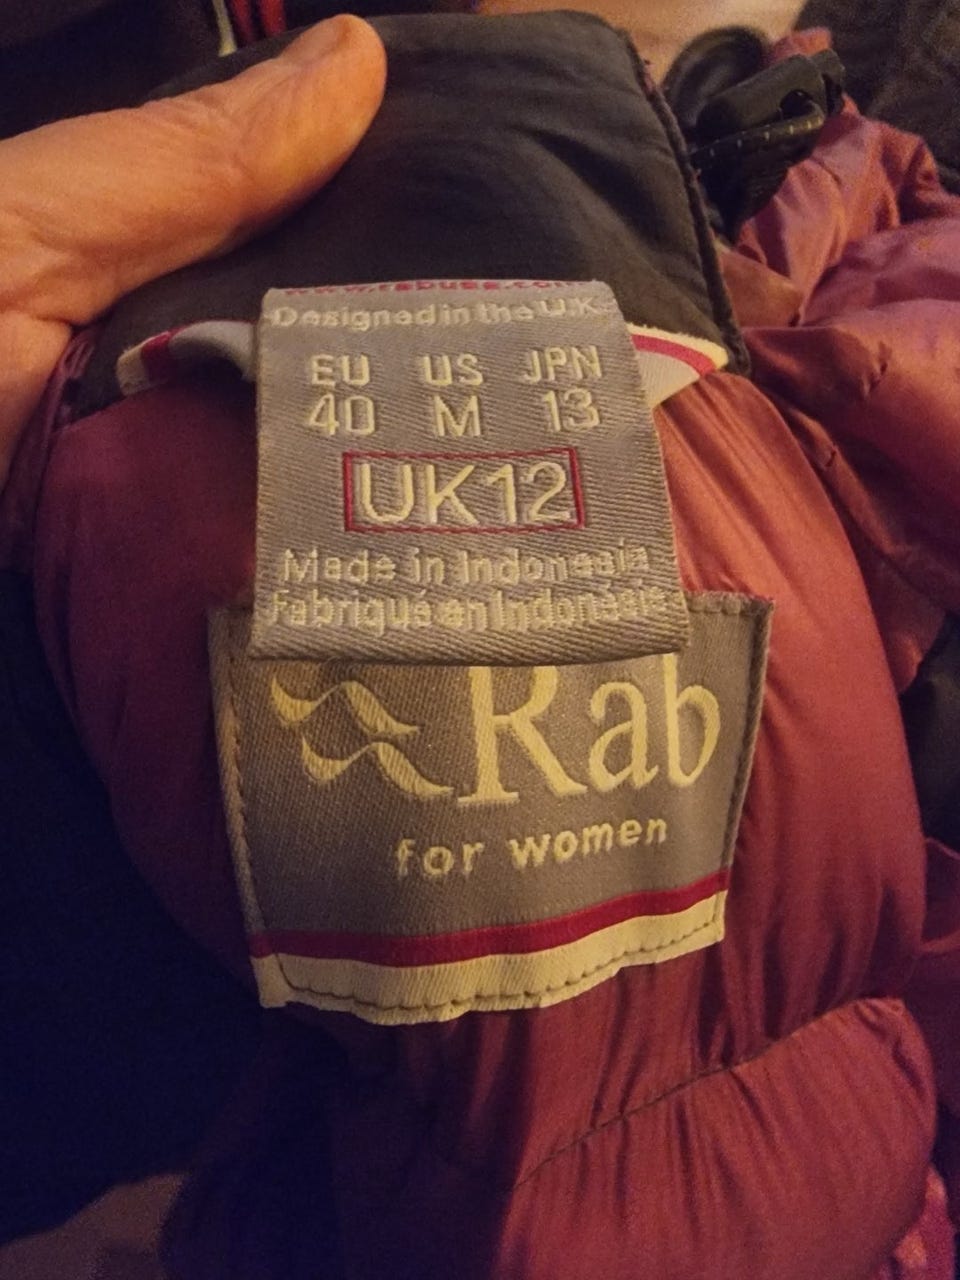 Designed in the U.K.
EU US JPN
40 M 13
UK12
Made in Indonesia
Fabriqué en Indonésie
Rab
for women